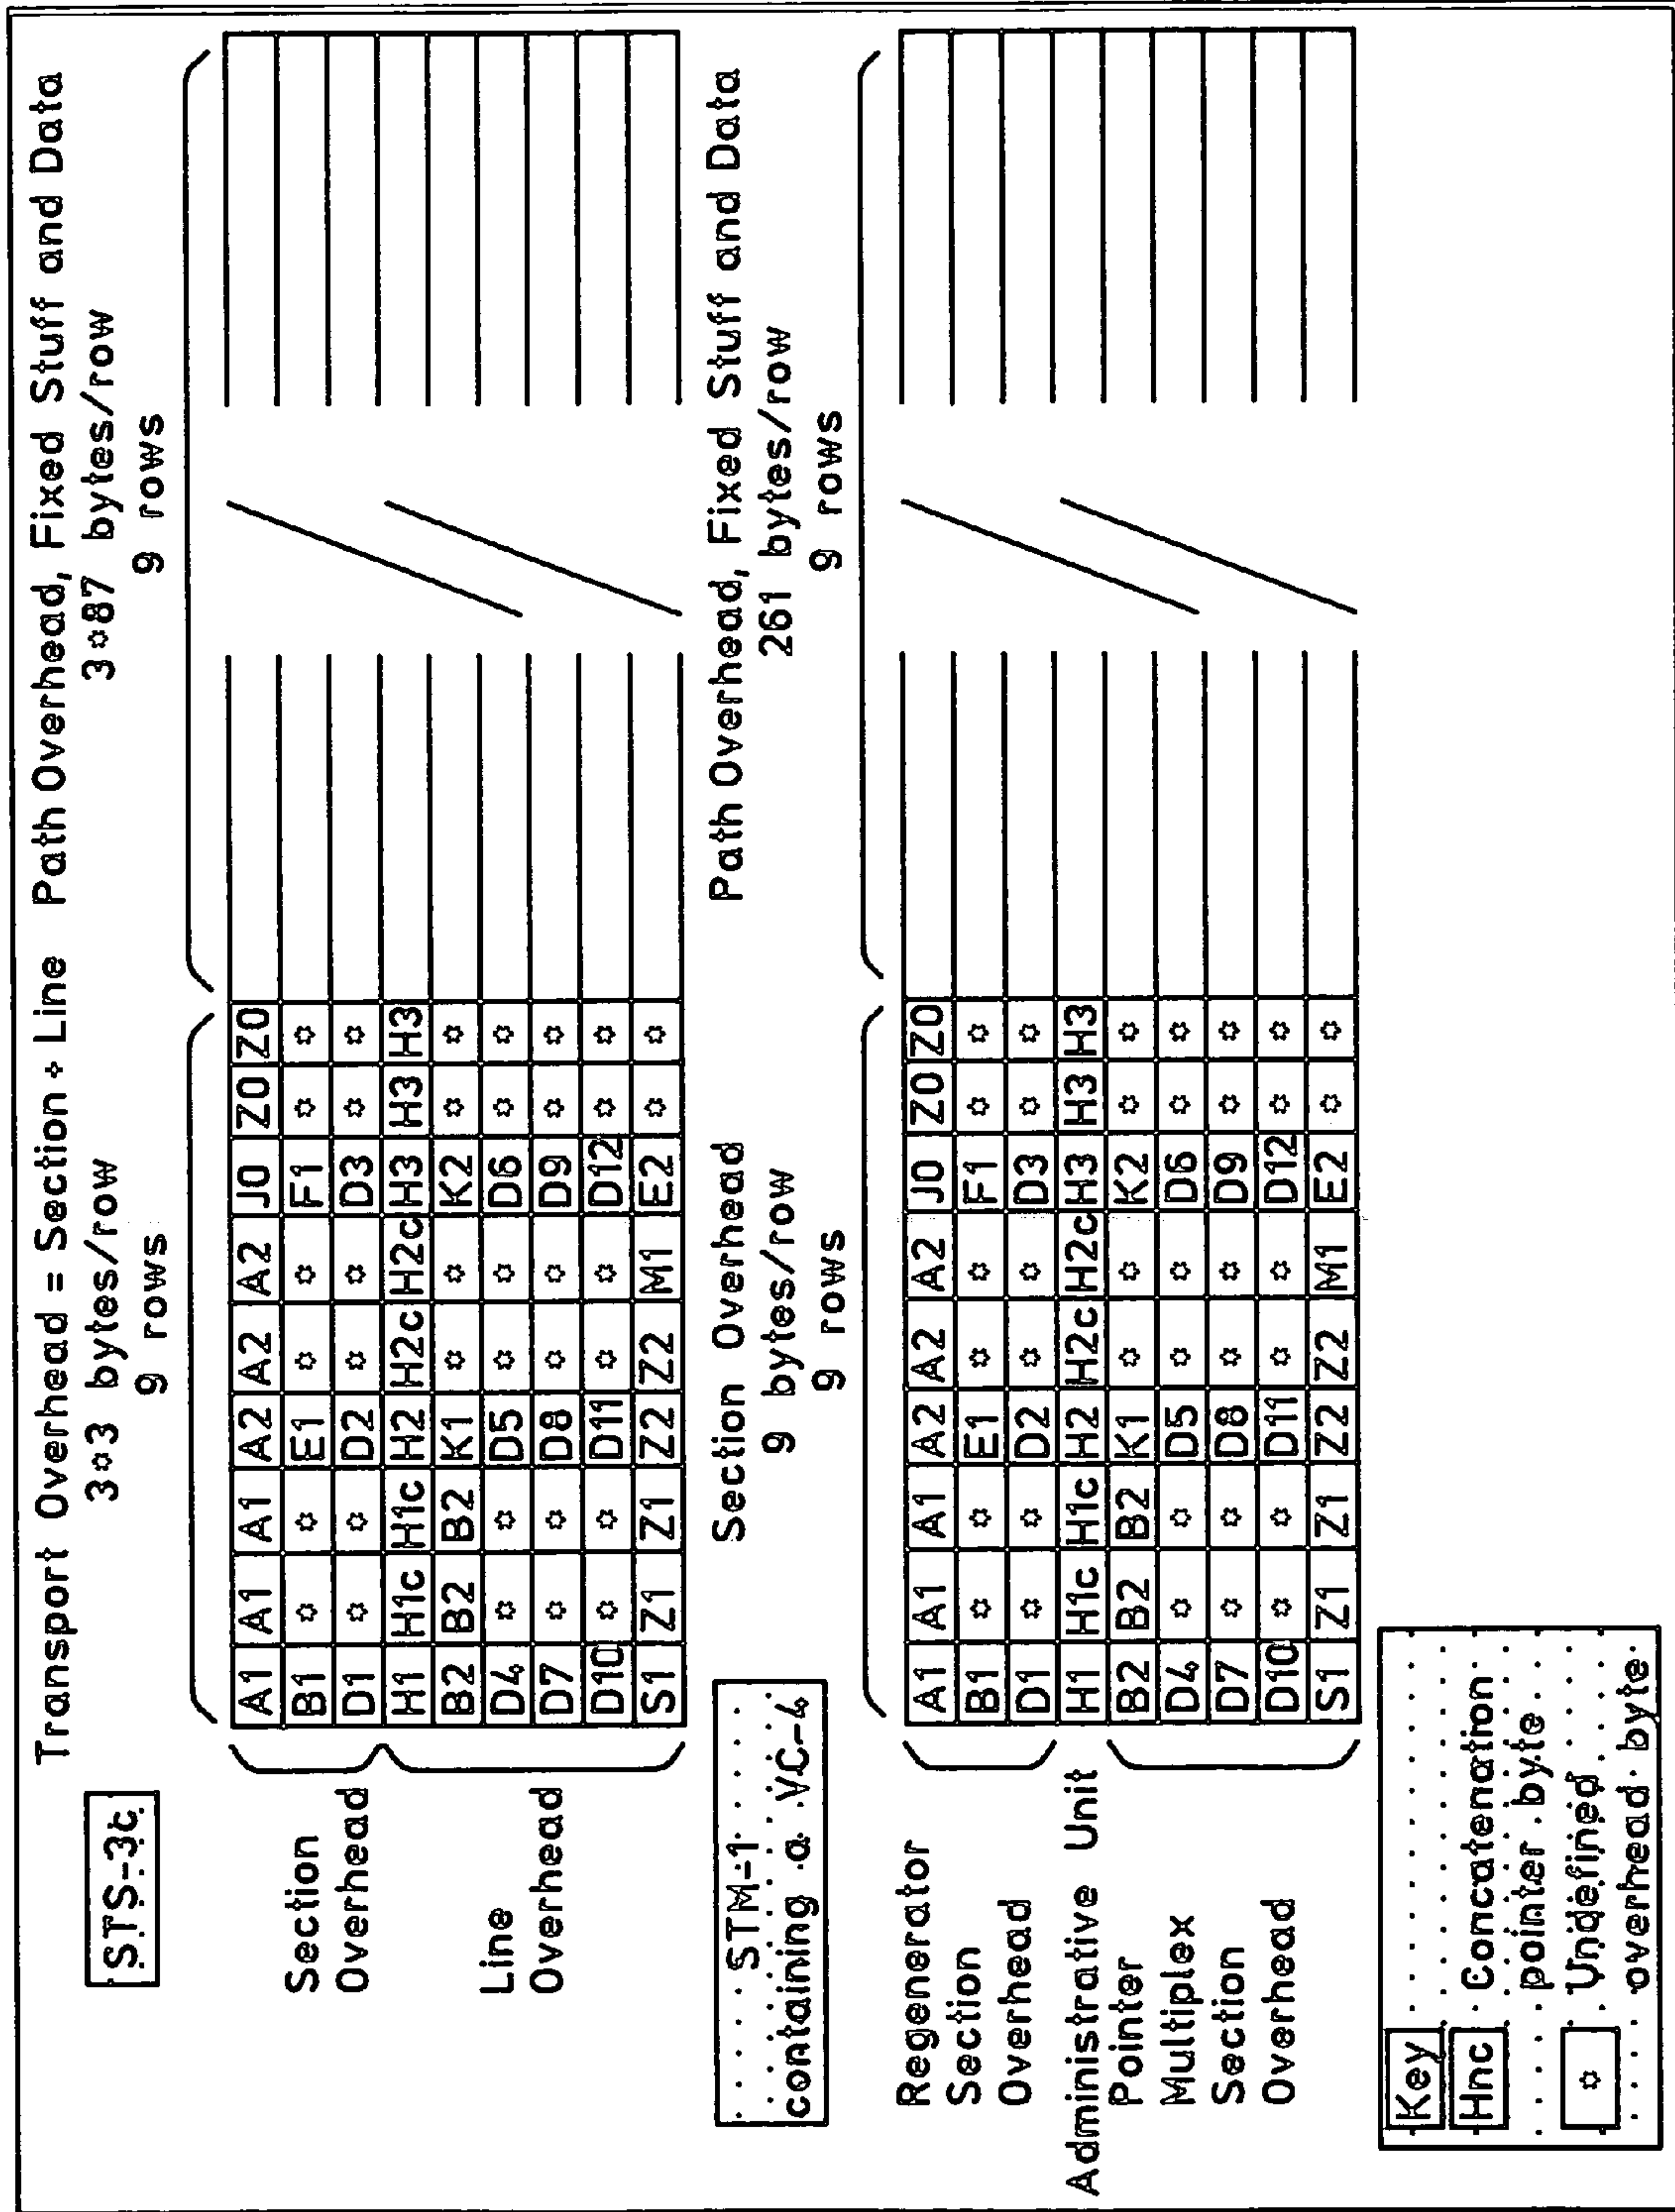 Transport Overhead = Section + Line Path Overhead, Fixed Stuff and Data
STS-3c
3*3 bytes/row 3*87 bytes/row
9 rows 9 rows
A1 A1 A1 A2 A2 A2 J0 Z0 Z0
B1 * * E1 * * F1 * *
D1 * * D2 * * D3 * *
H1 H1c H1c H2 H2c H2c H3 H3 H3
B2 B2 B2 K1 * * K2 * *
D4 * * D5 * * D6 * *
D7 * * D8 * * D9 * *
D10 * * D11 * * D12 * *
S1 Z1 Z1 Z2 Z2 M1 E2 * *
Section
Overhead
Line
Overhead
STM-1
containing a VC-4
Section Overhead Path Overhead, Fixed Stuff and Data
9 bytes/row 261 bytes/row
9 rows 9 rows
A1 A1 A1 A2 A2 A2 J0 Z0 Z0
B1 * * E1 * * F1 * *
D1 * * D2 * * D3 * *
H1 H1c H1c H2 H2c H2c H3 H3 H3
B2 B2 B2 K1 * * K2 * *
D4 * * D5 * * D6 * *
D7 * * D8 * * D9 * *
D10 * * D11 * * D12 * *
S1 Z1 Z1 Z2 Z2 M1 E2 * *
Regenerator
Section
Overhead
Administrative Unit
Pointer
Multiplex
Section
Overhead
Key
Hnc Concatenation
pointer byte
* Undefined
overhead byte